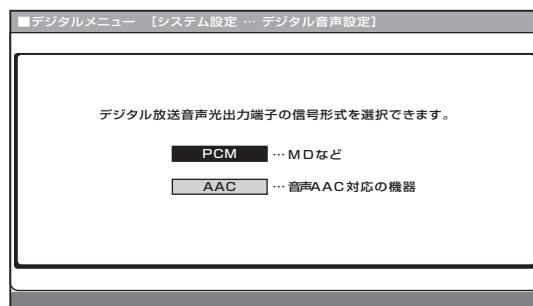 ■デジタルメニュー [システム設定 … デジタル音声設定]
デジタル放送音声光出力端子の信号形式を選択できます。
PCM …MDなど
AAC …音声AAC対応の機器